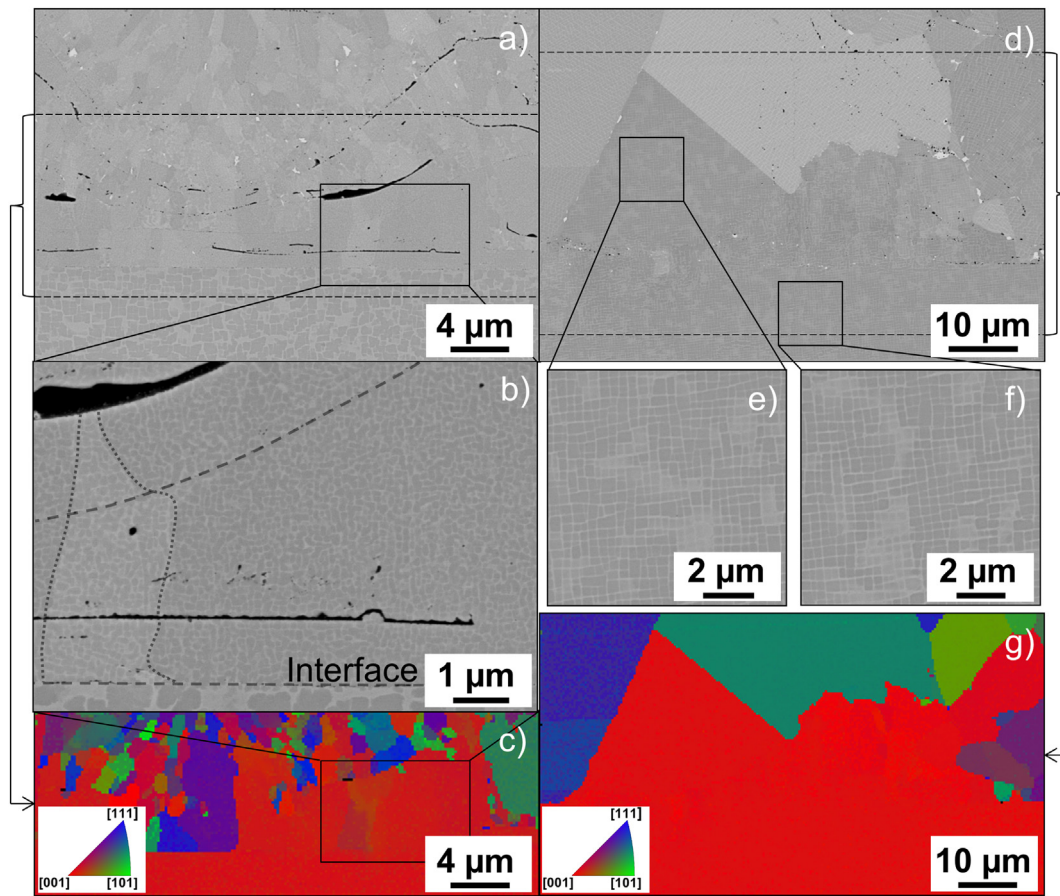 a)
4 µm
d)
10 µm
b)
Interface
1 µm
e)
2 µm
f)
2 µm
c)
[111]
[001]
[101]
4 µm
g)
[111]
[001]
[101]
10 µm